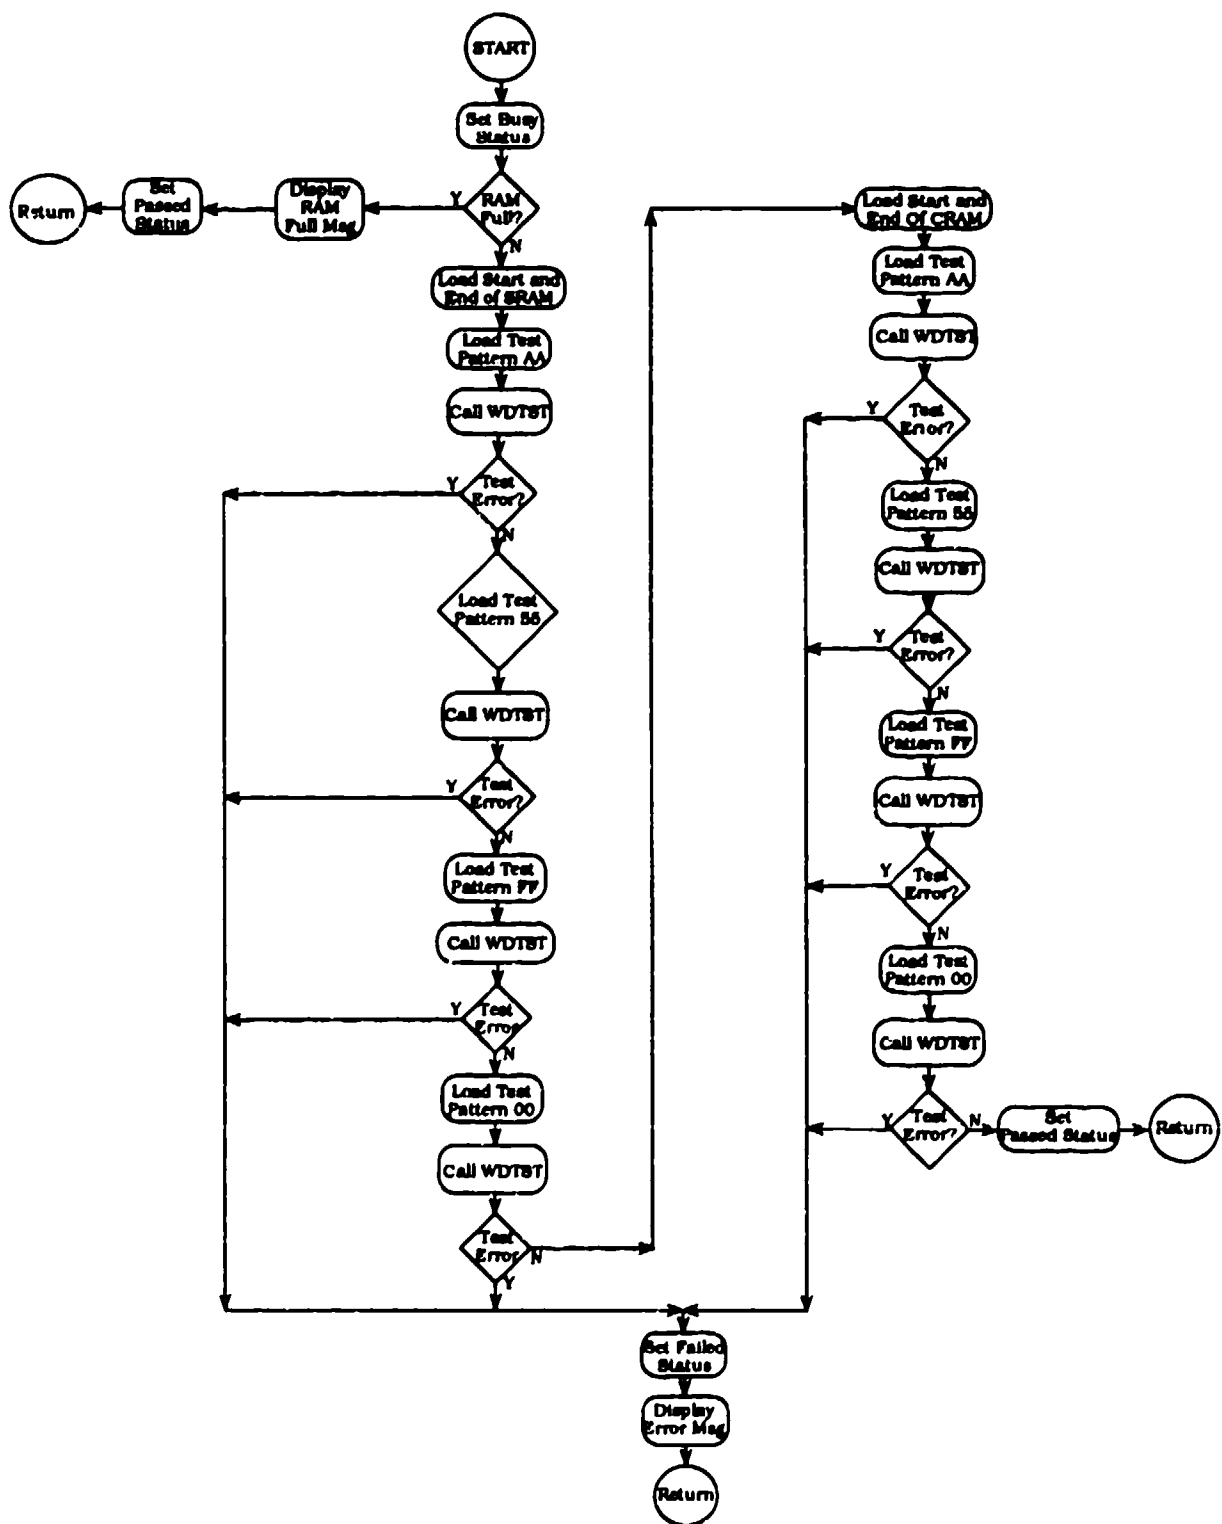 START
Set Busy
Status
Return
Set
Passed
Status
Display
RAM
Full Msg
Y
RAM
Full?
N
Load Start and
End of SRAM
Load Test
Pattern AA
Call WDTST
Y
Test
Error?
N
Load Test
Pattern 55
Call WDTST
Y
Test
Error?
N
Load Test
Pattern FF
Call WDTST
Y
Test
Error
N
Load Test
Pattern 00
Call WDTST
Test
Error
N
Y
Load Start and
End Of CRAM
Load Test
Pattern AA
Call WDTST
Y
Test
Error?
N
Load Test
Pattern 55
Call WDTST
Y
Test
Error?
N
Load Test
Pattern FF
Call WDTST
Y
Test
Error?
N
Load Test
Pattern 00
Call WDTST
Y
Test
Error?
N
Set
Passed Status
Return
Set Failed
Status
Display
Error Msg
Return